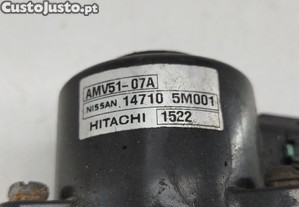 CustoJusto.pt
AMV51-07A
NISSAN 14710 5M001
HITACHI 1522